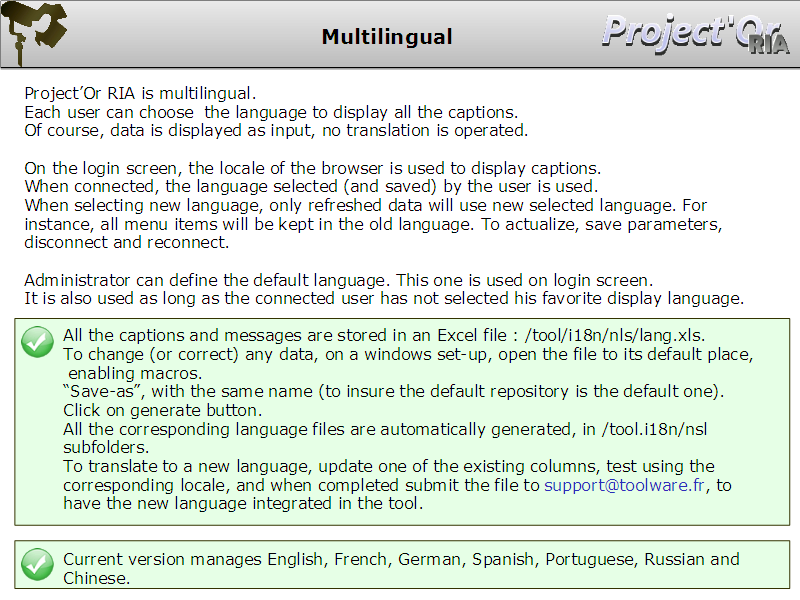 Multilingual
Project'Or
RIA
Project’Or RIA is multilingual.
Each user can choose  the language to display all the captions.
Of course, data is displayed as input, no translation is operated.
On the login screen, the locale of the browser is used to display captions.
When connected, the language selected (and saved) by the user is used.
When selecting new language, only refreshed data will use new selected language. For
instance, all menu items will be kept in the old language. To actualize, save parameters,
disconnect and reconnect.
Administrator can define the default language. This one is used on login screen.
It is also used as long as the connected user has not selected his favorite display language.
All the captions and messages are stored in an Excel file : /tool/i18n/nls/lang.xls.
To change (or correct) any data, on a windows set-up, open the file to its default place,
enabling macros.
“Save-as”, with the same name (to insure the default repository is the default one).
Click on generate button.
All the corresponding language files are automatically generated, in /tool.i18n/nsl
subfolders.
To translate to a new language, update one of the existing columns, test using the
corresponding locale, and when completed submit the file to support@toolware.fr, to
have the new language integrated in the tool.
Current version manages English, French, German, Spanish, Portuguese, Russian and
Chinese.